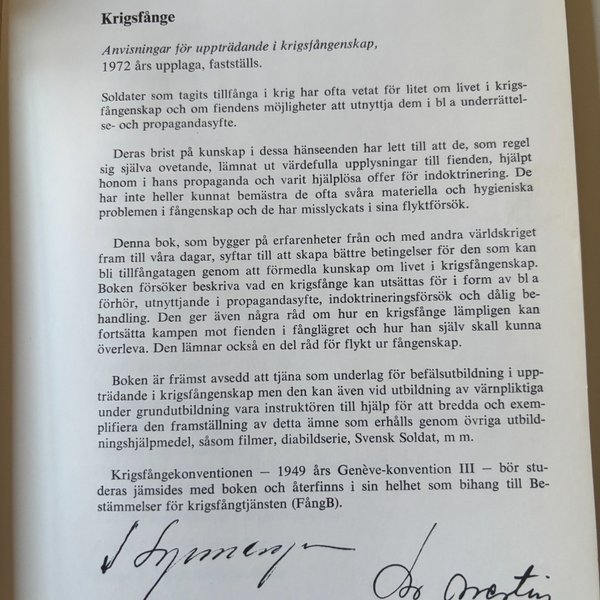 Krigsfånge
Anvisningar för uppträdande i krigsfångenskap,
1972 års upplaga, fastställs.
Soldater som tagits tillfånga i krig har ofta vetat för litet om livet i krigs-
fångenskap och om fiendens möjligheter att utnyttja dem i bl a underrättel-
se- och propagandasyfte.
Deras brist på kunskap i dessa hänseenden har lett till att de, som regel
sig själva ovetande, lämnat ut värdefulla upplysningar till fienden, hjälpt
honom i hans propaganda och varit hjälplösa offer för indoktrinering. De
har inte heller kunnat bemästra de ofta svåra materiella och hygieniska
problemen i fångenskap och de har misslyckats i sina flyktförsök.
Denna bok, som bygger på erfarenheter från och med andra världskriget
fram till våra dagar, syftar till att skapa bättre betingelser för den som kan
bli tillfångatagen genom att förmedla kunskap om livet i krigsfångenskap.
Boken försöker beskriva vad en krigsfånge kan utsättas för i form av bl a
förhör, utnyttjande i propagandasyfte, indoktrineringsförsök och dålig be-
handling. Den ger även några råd om hur en krigsfånge lämpligen kan
fortsätta kampen mot fienden i fånglägret och hur han själv skall kunna
överleva. Den lämnar också en del råd för flykt ur fångenskap.
Boken är främst avsedd att tjäna som underlag för befälsutbildning i upp-
trädande i krigsfångenskap men den kan även vid utbildning av värnpliktiga
under grundutbildning vara instruktören till hjälp för att bredda och exem-
plifiera den framställning av detta ämne som erhålls genom övriga utbild-
ningshjälpmedel, såsom filmer, diabildserie, Svensk Soldat, m m.
Krigsfångekonventionen – 1949 års Genève-konvention III – bör stu-
deras jämsides med boken och återfinns i sin helhet som bihang till Be-
stämmelser för krigsfångtjänsten (FångB).